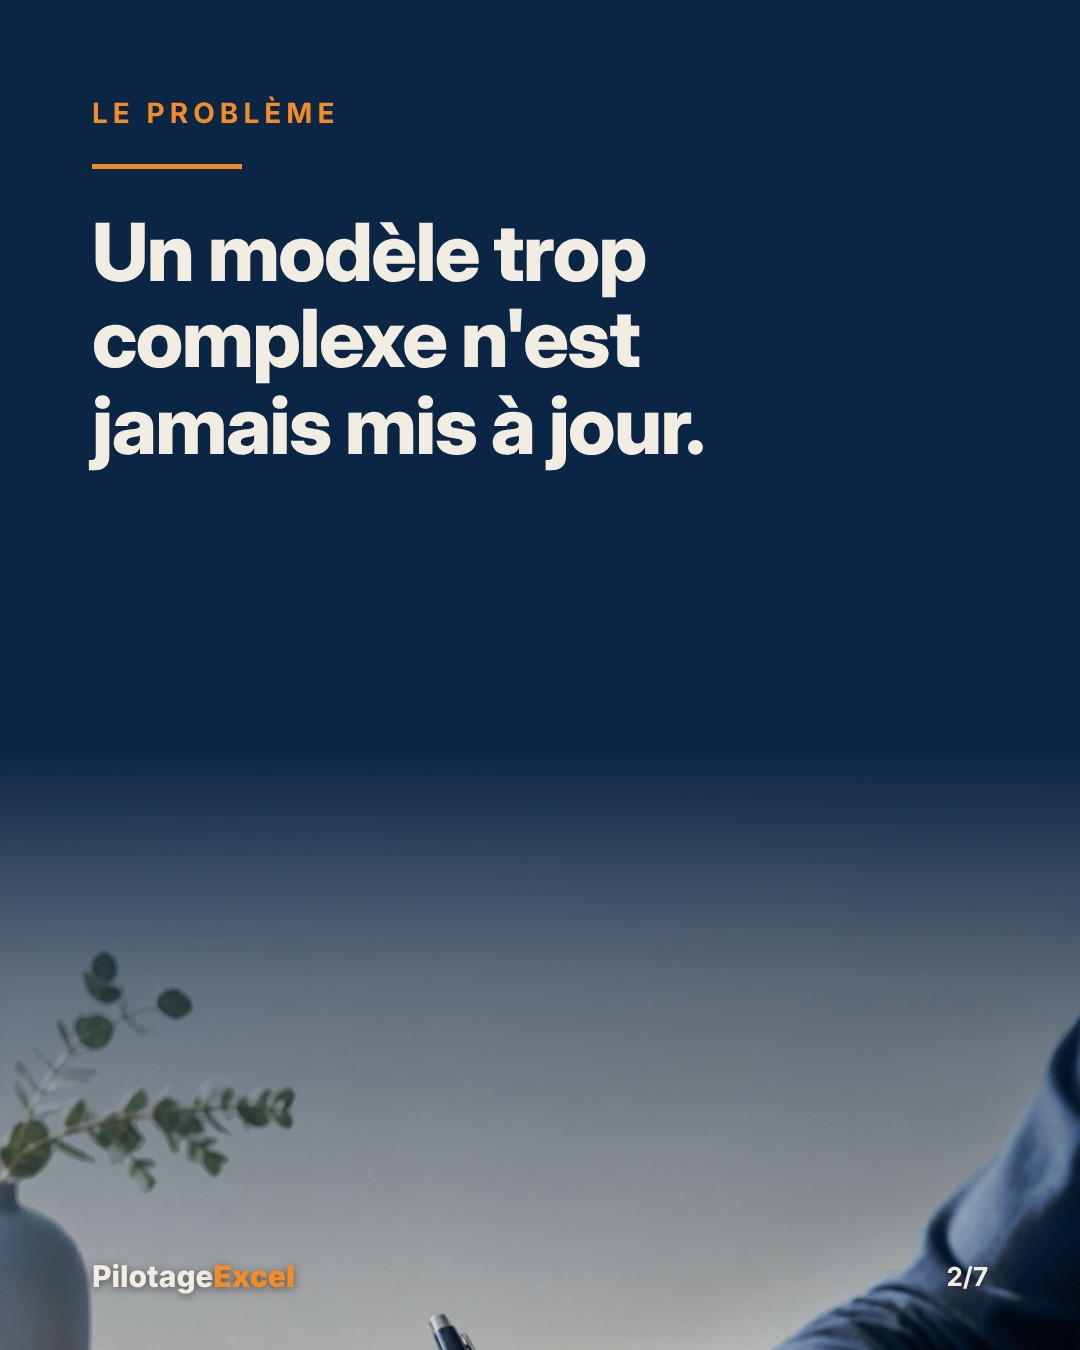 LE PROBLÈME
Un modèle trop
complexe n'est
jamais mis à jour.
PilotageExcel
2/7